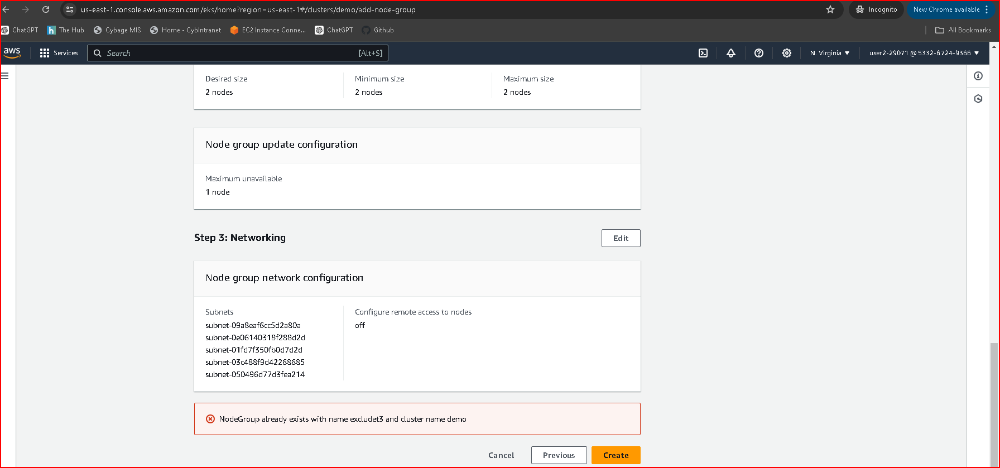 us-east-1.console.aws.amazon.com/eks/home?region=us-east-1#/clusters/demo/add-node-group
Incognito
New Chrome available
ChatGPT
The Hub
Cybage MIS
Home - CybIntranet
EC2 Instance Conne...
ChatGPT
Github
All Bookmarks
aws
Services
Search
[Alt+S]
N. Virginia
user2-29071 @ 5332-6724-9366
Desired size
Minimum size
Maximum size
2 nodes
2 nodes
2 nodes
Node group update configuration
Maximum unavailable
1 node
Step 3: Networking
Edit
Node group network configuration
Subnets
Configure remote access to nodes
subnet-09a8eaf6cc5d2a80a
off
subnet-0e06140318f288d2d
subnet-01fd7f350fb0d7d2d
subnet-03c488f9d42268685
subnet-050496d77d3fea214
NodeGroup already exists with name excludet3 and cluster name demo
Cancel
Previous
Create